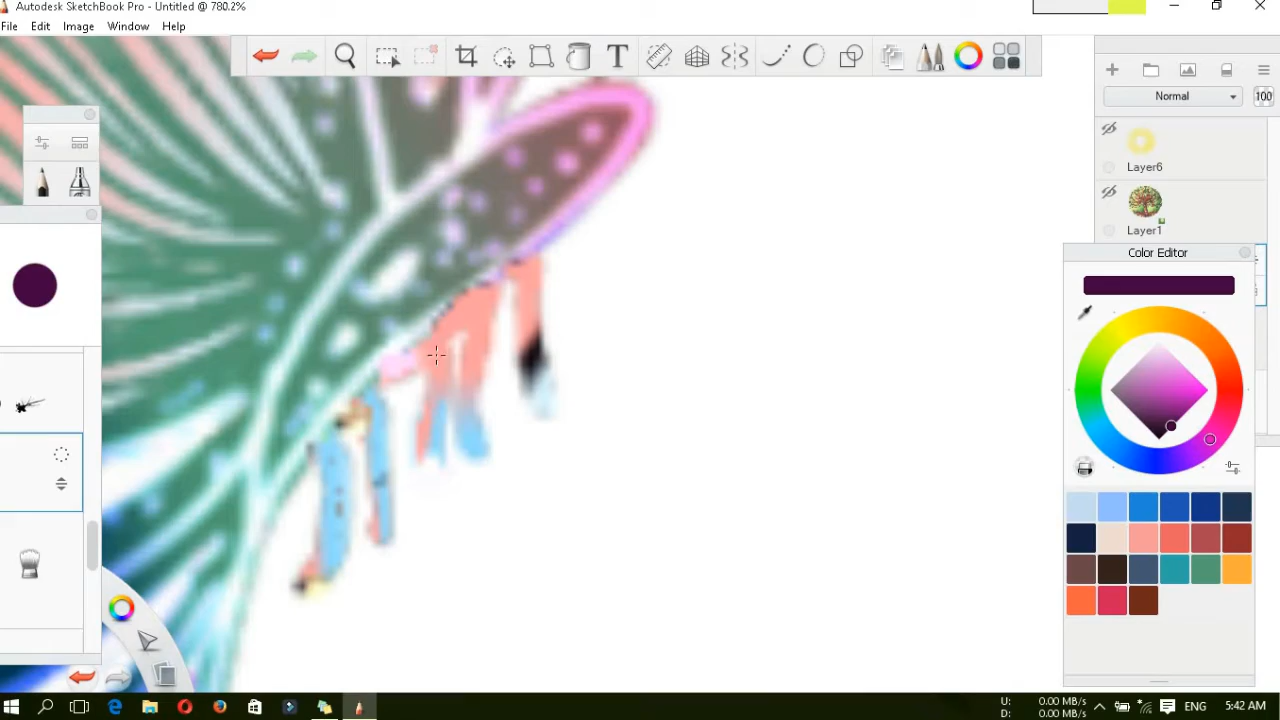 Autodesk SketchBook Pro - Untitled @ 780.2%
File Edit Image Window Help
T
Normal 100
Layer6
Layer1
Color Editor
U: 0.00 MB/s
D: 0.00 MB/s
ENG
5:42 AM